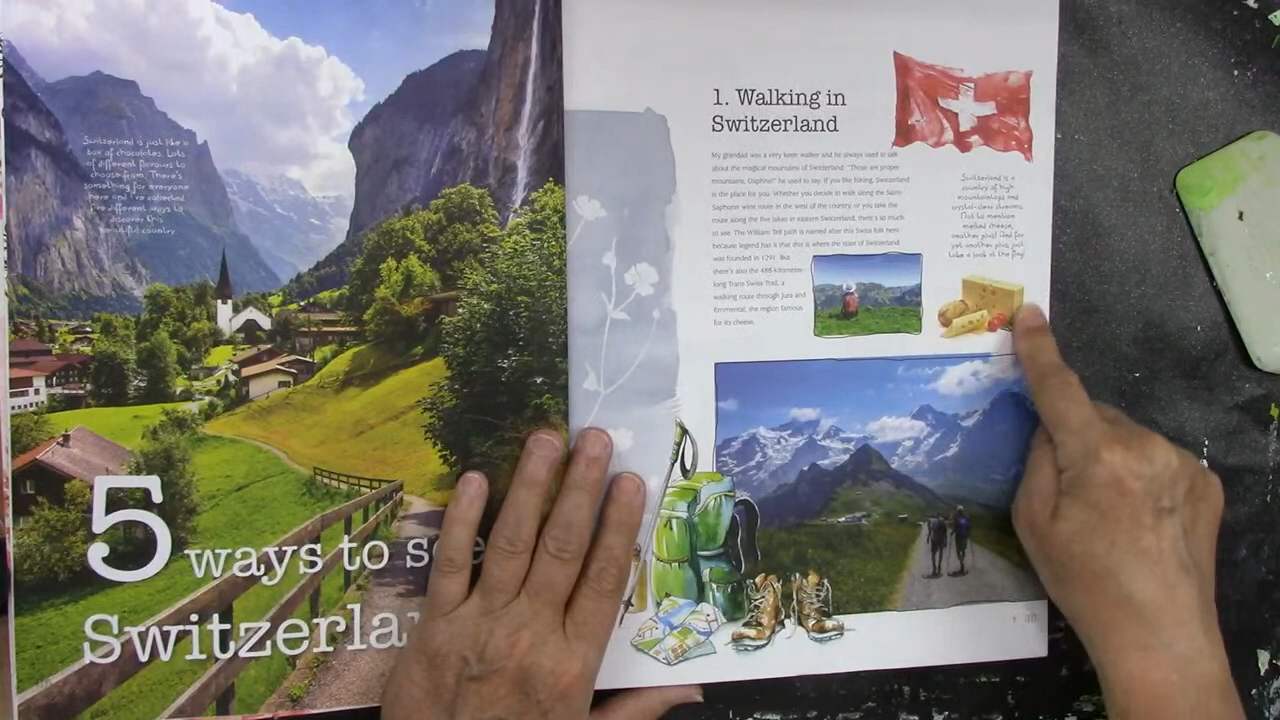 Switzerland is just like a
box of chocolates. Lots
of different flavours to
choose from. There's
something for everyone
here and I've collected
five different ways to
discover this
beautiful country
5
ways to see
Switzerla
1. Walking in
Switzerland
My grandad was a very keen walker and he always used to talk
about the magical mountains of Switzerland. "Those are proper
mountains, Daphne!" he used to say. If you like hiking, Switzerland
is the place for you. Whether you decide to walk along the Saint-
Saphorin wine route in the west of the country, or you take the
route along the five lakes in eastern Switzerland, there's so much
to see. The William Tell path is named after this Swiss folk hero
because legend has it that this is where the state of Switzerland
was founded in 1291. But
there's also the 488-kilometre-
long Trans Swiss Trail, a
walking route through Jura and
Emmental, the region famous
for its cheese.
Switzerland is a
country of high
mountaintops and
crystal-clear streams.
Not to mention
melted cheese,
another plus! And for
yet another plus, just
take a look at the flag!